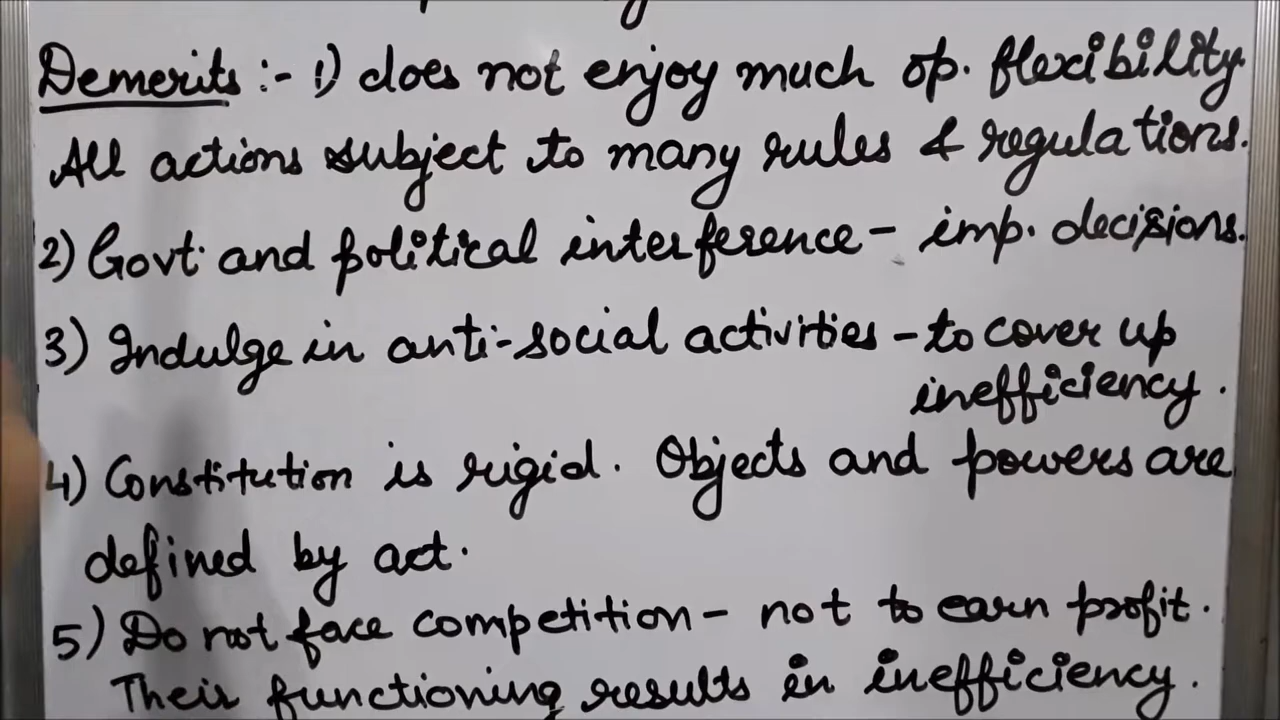 Demerits :- 1) does not enjoy much op. flexibility.
All actions subject to many rules & regulations.
2) Govt. and political interference - imp. decisions.
3) Indulge in anti-social activities - to cover up
inefficiency.
4) Constitution is rigid. Objects and powers are
defined by act.
5) Do not face competition - not to earn profit.
Their functioning results in inefficiency.